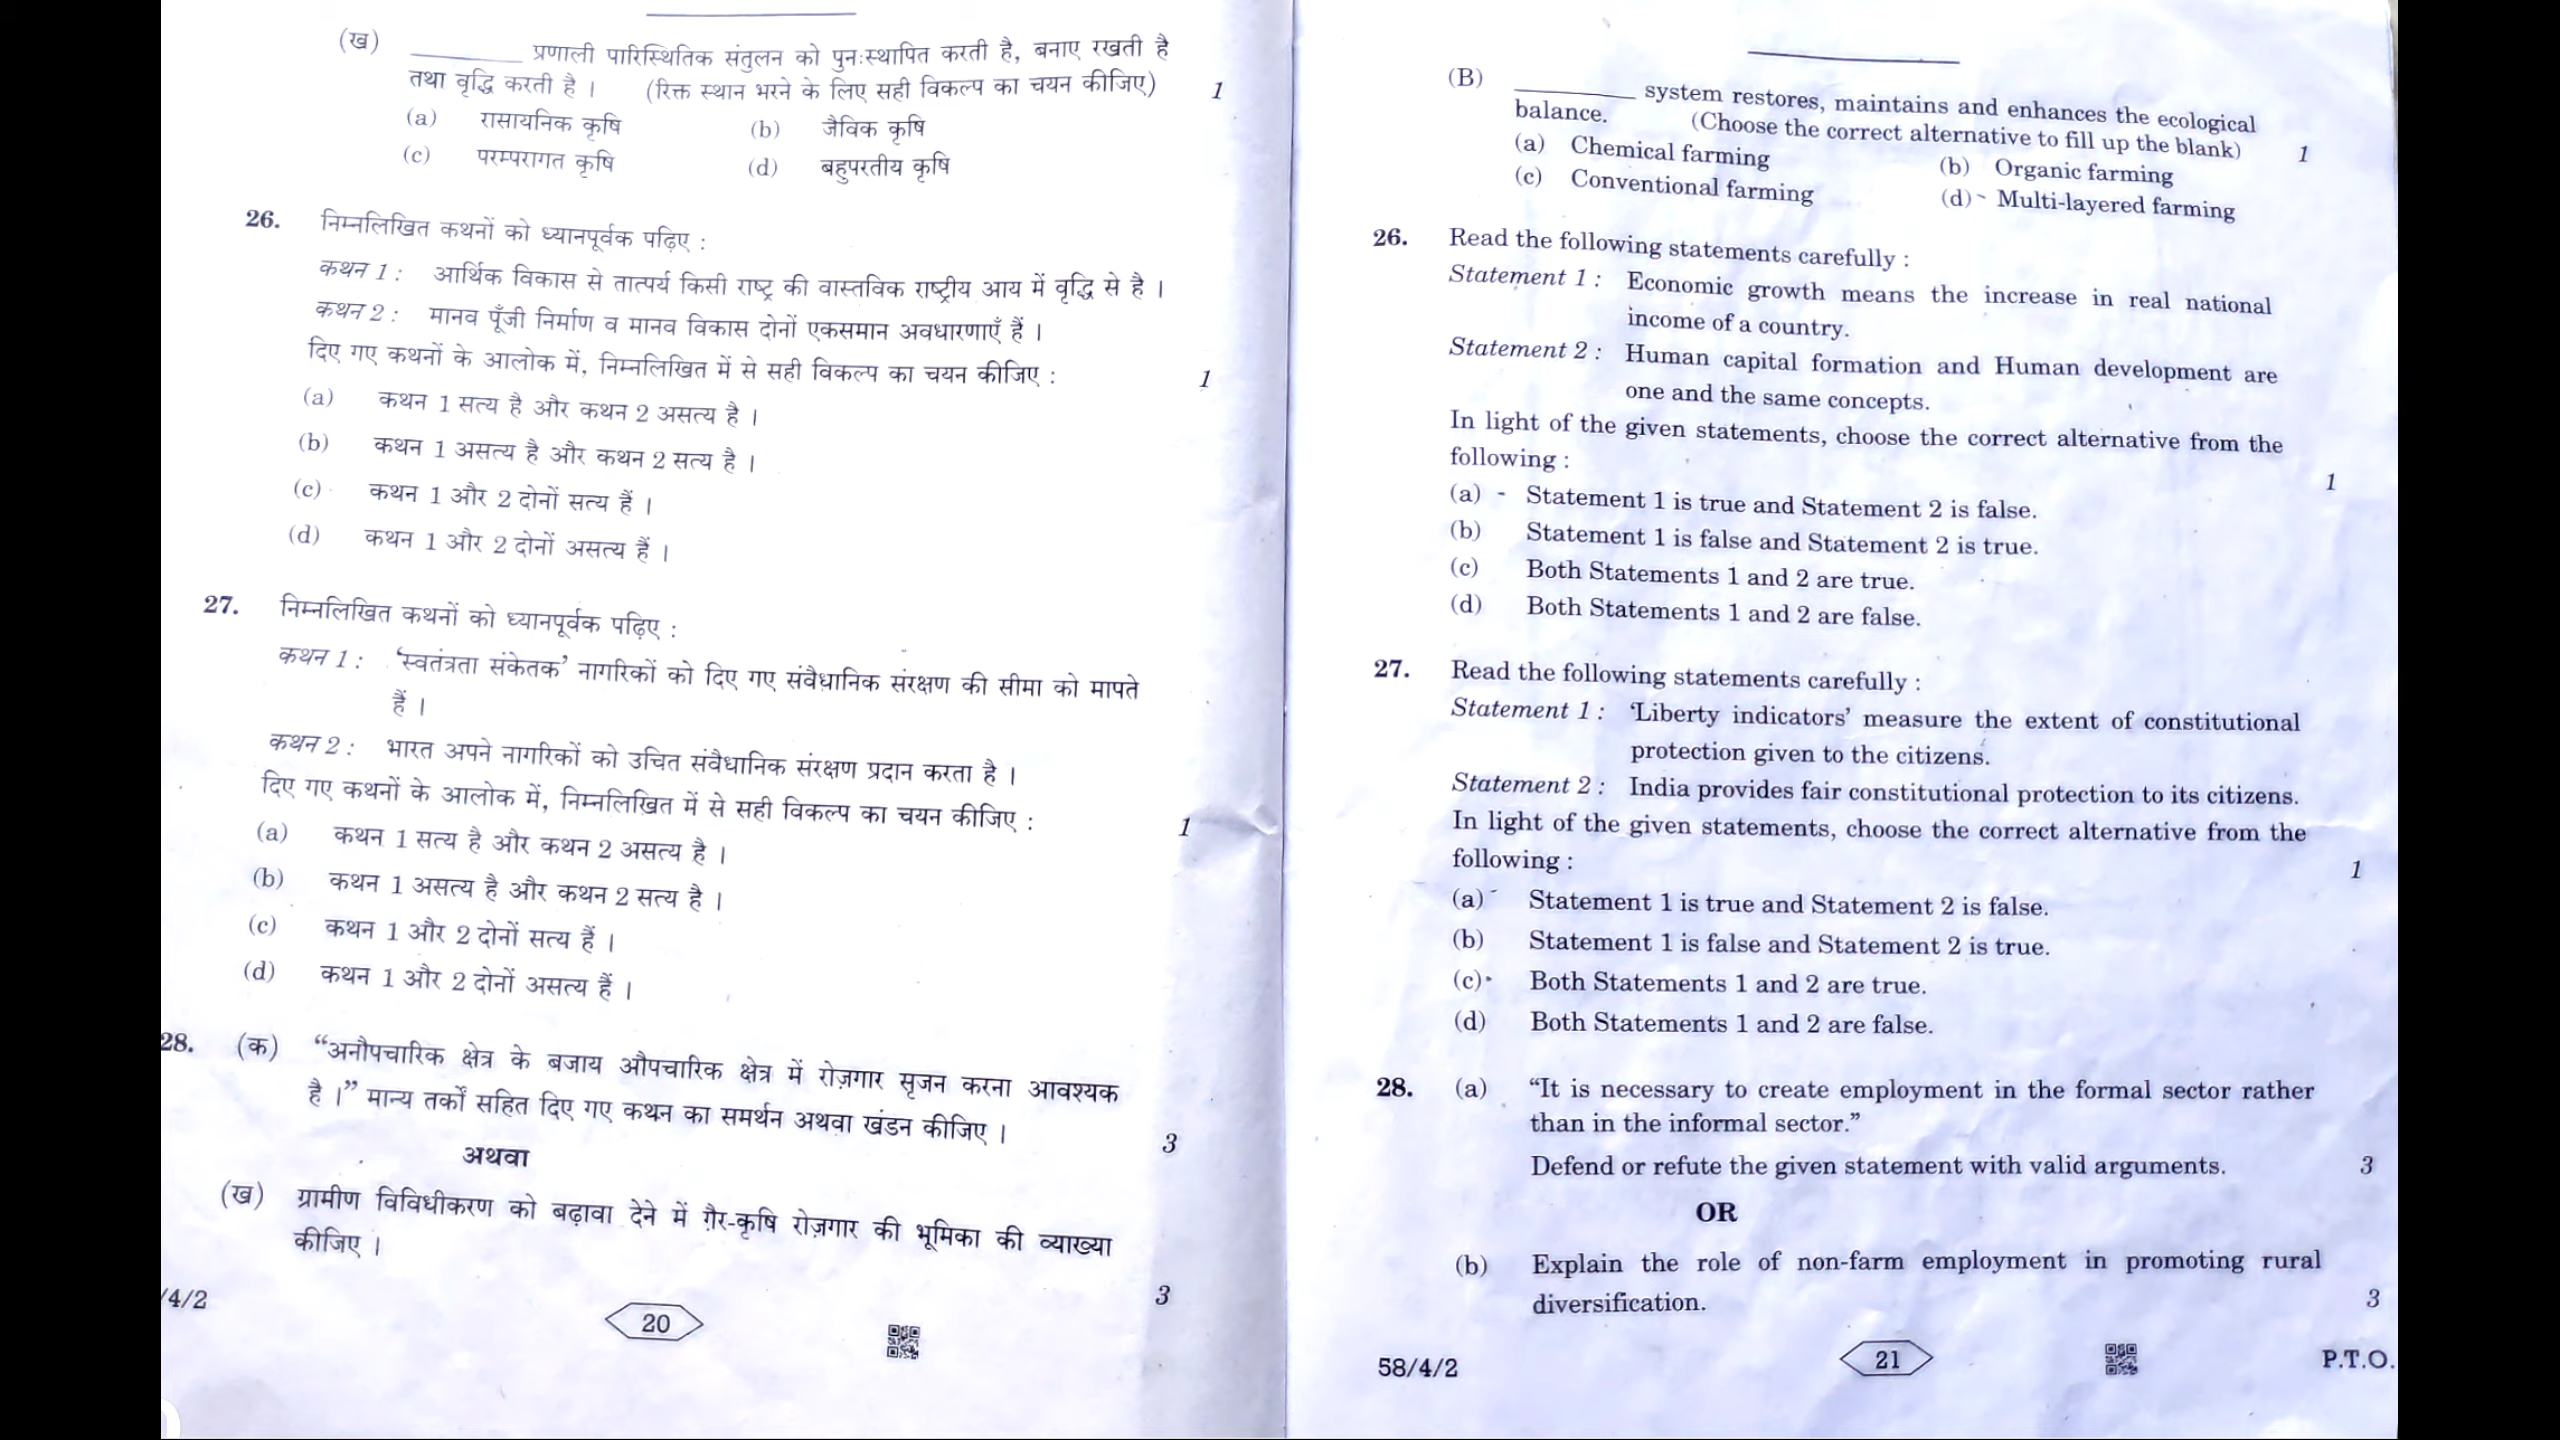 (ख) ________ प्रणाली पारिस्थितिक संतुलन को पुनःस्थापित करती है, बनाए रखती है
तथा वृद्धि करती है । (रिक्त स्थान भरने के लिए सही विकल्प का चयन कीजिए) 1
(a) रासायनिक कृषि (b) जैविक कृषि
(c) परम्परागत कृषि (d) बहुपरतीय कृषि
26. निम्नलिखित कथनों को ध्यानपूर्वक पढ़िए :
कथन 1 : आर्थिक विकास से तात्पर्य किसी राष्ट्र की वास्तविक राष्ट्रीय आय में वृद्धि से है ।
कथन 2 : मानव पूँजी निर्माण व मानव विकास दोनों एकसमान अवधारणाएँ हैं ।
दिए गए कथनों के आलोक में, निम्नलिखित में से सही विकल्प का चयन कीजिए : 1
(a) कथन 1 सत्य है और कथन 2 असत्य है ।
(b) कथन 1 असत्य है और कथन 2 सत्य है ।
(c) कथन 1 और 2 दोनों सत्य हैं ।
(d) कथन 1 और 2 दोनों असत्य हैं ।
27. निम्नलिखित कथनों को ध्यानपूर्वक पढ़िए :
कथन 1 : 'स्वतंत्रता संकेतक' नागरिकों को दिए गए संवैधानिक संरक्षण की सीमा को मापते
हैं ।
कथन 2 : भारत अपने नागरिकों को उचित संवैधानिक संरक्षण प्रदान करता है ।
दिए गए कथनों के आलोक में, निम्नलिखित में से सही विकल्प का चयन कीजिए : 1
(a) कथन 1 सत्य है और कथन 2 असत्य है ।
(b) कथन 1 असत्य है और कथन 2 सत्य है ।
(c) कथन 1 और 2 दोनों सत्य हैं ।
(d) कथन 1 और 2 दोनों असत्य हैं ।
28. (क) "अनौपचारिक क्षेत्र के बजाय औपचारिक क्षेत्र में रोज़गार सृजन करना आवश्यक
है ।" मान्य तर्कों सहित दिए गए कथन का समर्थन अथवा खंडन कीजिए । 3
अथवा
(ख) ग्रामीण विविधीकरण को बढ़ावा देने में ग़ैर-कृषि रोज़गार की भूमिका की व्याख्या
कीजिए । 3
/4/2 20
(B) ________ system restores, maintains and enhances the ecological
balance. (Choose the correct alternative to fill up the blank) 1
(a) Chemical farming (b) Organic farming
(c) Conventional farming (d) Multi-layered farming
26. Read the following statements carefully :
Statement 1 : Economic growth means the increase in real national
income of a country.
Statement 2 : Human capital formation and Human development are
one and the same concepts.
In light of the given statements, choose the correct alternative from the
following : 1
(a) Statement 1 is true and Statement 2 is false.
(b) Statement 1 is false and Statement 2 is true.
(c) Both Statements 1 and 2 are true.
(d) Both Statements 1 and 2 are false.
27. Read the following statements carefully :
Statement 1 : 'Liberty indicators' measure the extent of constitutional
protection given to the citizens.
Statement 2 : India provides fair constitutional protection to its citizens.
In light of the given statements, choose the correct alternative from the
following : 1
(a) Statement 1 is true and Statement 2 is false.
(b) Statement 1 is false and Statement 2 is true.
(c) Both Statements 1 and 2 are true.
(d) Both Statements 1 and 2 are false.
28. (a) "It is necessary to create employment in the formal sector rather
than in the informal sector."
Defend or refute the given statement with valid arguments. 3
OR
(b) Explain the role of non-farm employment in promoting rural
diversification. 3
58/4/2 21 P.T.O.